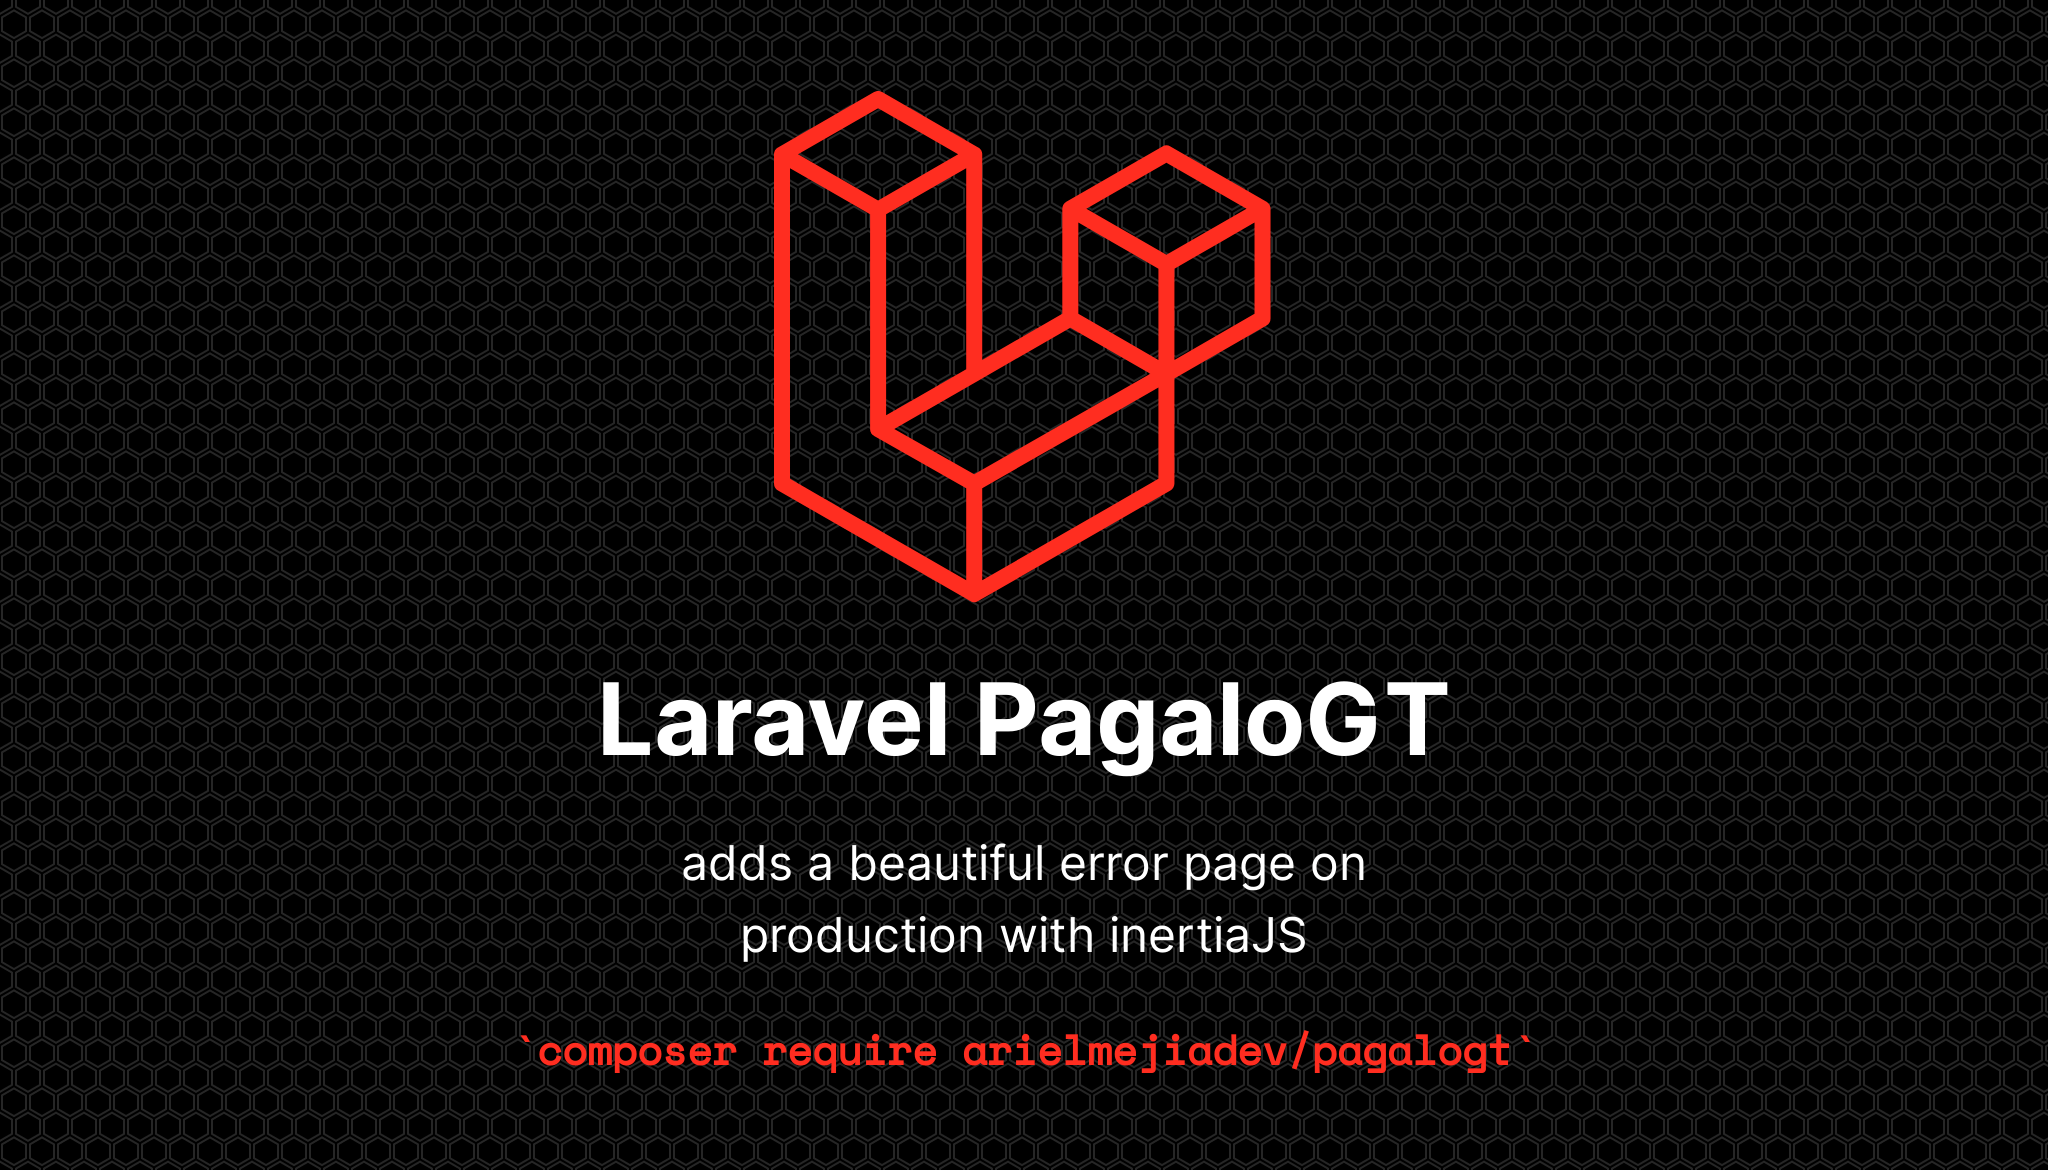 Laravel PagaloGT
adds a beautiful error page on
production with inertiaJS
`composer require arielmejiadev/pagalogt`